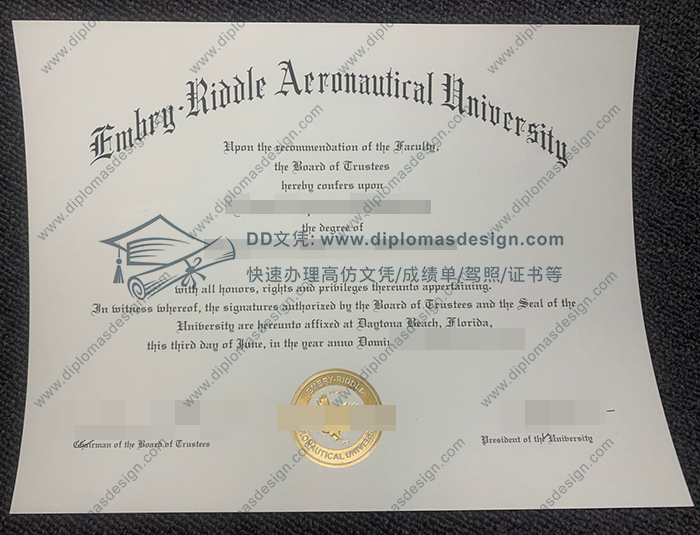 Embry-Riddle Aeronautical University
Upon the recommendation of the Faculty,
the Board of Trustees
hereby confers upon
the degree of
DD文凭: www.diplomasdesign.com
快速办理高仿文凭/成绩单/驾照/证书等
with all honors, rights and privileges thereunto appertaining.
In witness whereof, the signatures authorized by the Board of Trustees and the Seal of the
University are hereunto affixed at Daytona Beach, Florida,
this third day of June, in the year anno Domini
EMBRY-RIDDLE
AERONAUTICAL UNIVERSITY
Chairman of the Board of Trustees
President of the University
www.diplomasdesign.com